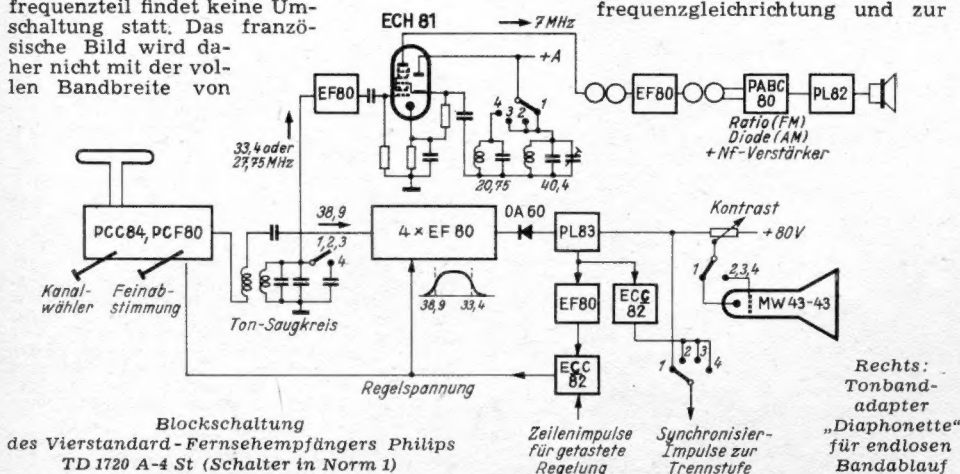 frequenzteil findet keine Um-
schaltung statt. Das franzö-
sische Bild wird da-
her nicht mit der vol-
len Bandbreite von
frequenzgleichrichtung und zur
ECH 81
7 MHz
+A
EF80
4
3
2
1
20,75
40,4
EF80
PABC
80
PL82
Ratio (FM)
Diode (AM)
+ Nf-Verstärker
33,4 oder
27,75 MHz
PCC84, PCF80
Kanal-
wähler
Feinab-
stimmung
38,9
1,2,3
4
Ton-Saugkreis
4 × EF 80
38,9
33,4
OA 60
PL83
EF80
ECC
82
ECC
82
Regelspannung
Kontrast
+80V
1
2,3,4
MW 43-43
1
2
3
4
Zeilenimpulse
für getastete
Regelung
Synchronisier-
Impulse zur
Trennstufe
Blockschaltung
des Vierstandard-Fernsehempfängers Philips
TD 1720 A-4 St (Schalter in Norm 1)
Rechts:
Tonband-
adapter
„Diaphonette“
für endlosen
Bandablauf